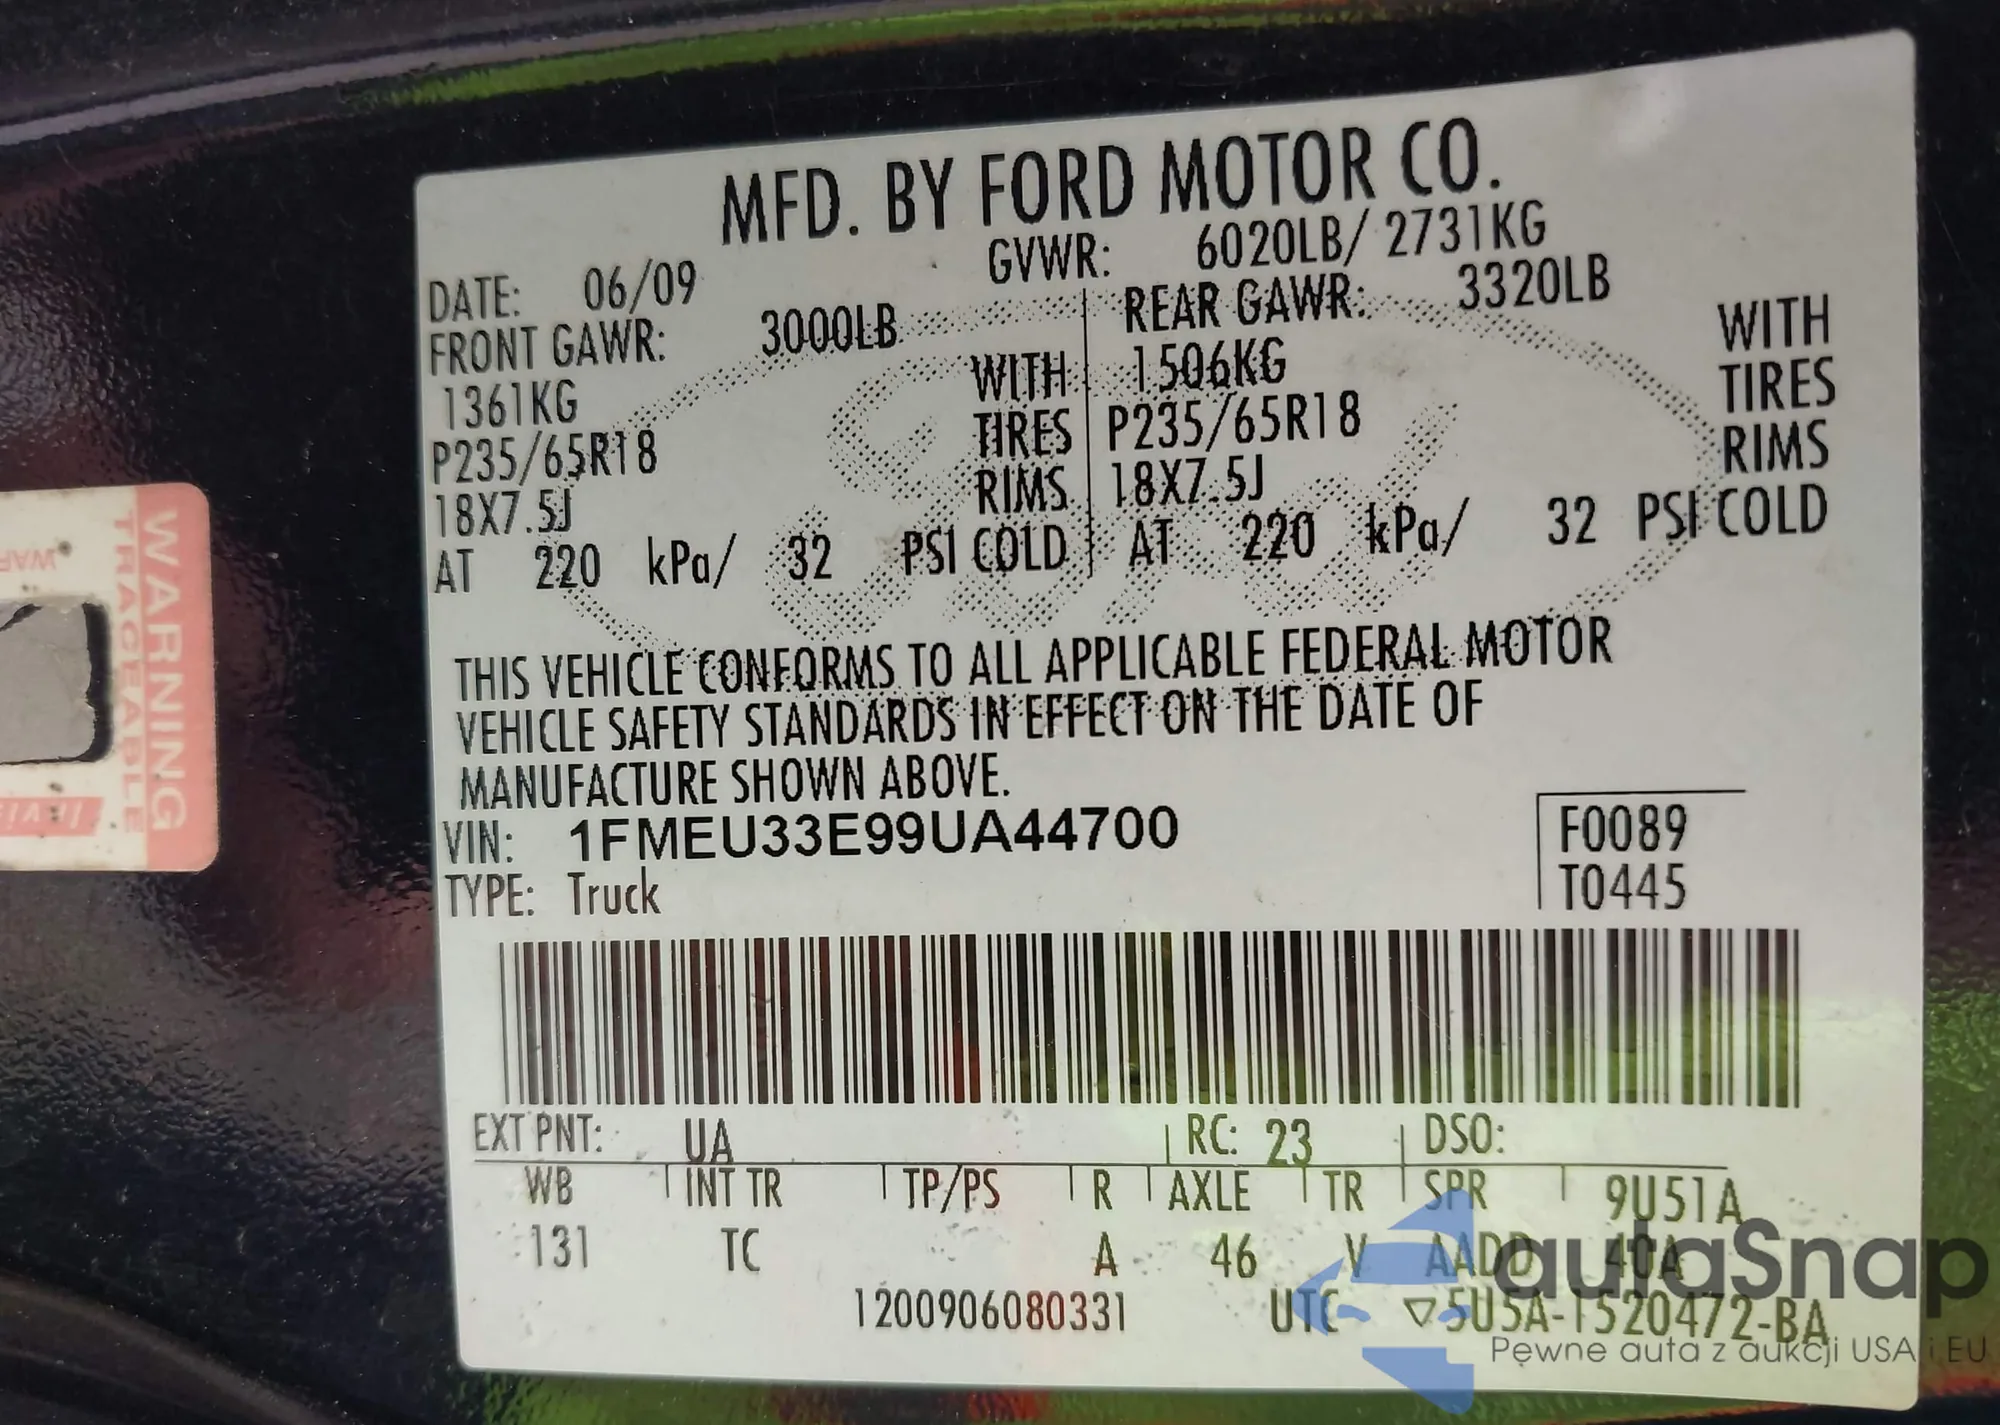 MFD. BY FORD MOTOR CO.
DATE: 06/09 GVWR: 6020LB/ 2731KG
FRONT GAWR: 3000LB REAR GAWR: 3320LB
1361KG WITH 1506KG WITH
P235/65R18 TIRES P235/65R18 TIRES
18X7.5J RIMS 18X7.5J RIMS
AT 220 kPa/ 32 PSI COLD AT 220 kPa/ 32 PSI COLD
THIS VEHICLE CONFORMS TO ALL APPLICABLE FEDERAL MOTOR
VEHICLE SAFETY STANDARDS IN EFFECT ON THE DATE OF
MANUFACTURE SHOWN ABOVE.
VIN: 1FMEU33E99UA44700 F0089
TYPE: Truck T0445
EXT PNT: UA RC: 23 DSO:
WB INT TR TP/PS R AXLE TR SPR 9U51A
131 TC A 46 V AADD 40A
1200906080331 UTC ▽5U5A-1520472-BA
WARNING
TRACEABLE
autaSnap
Pewne auta z aukcji USA i EU